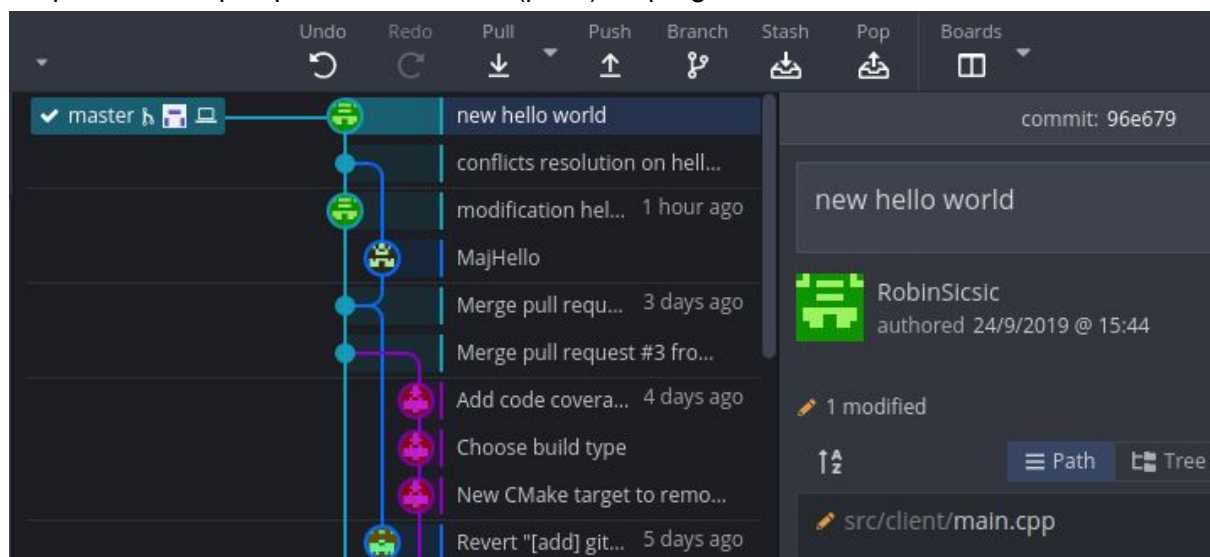 Undo Redo Pull Push Branch Stash Pop Boards
master
new hello world
commit: 96e679
conflicts resolution on hell...
new hello world
modification hel... 1 hour ago
MajHello
RobinSicsic
authored 24/9/2019 @ 15:44
Merge pull requ... 3 days ago
Merge pull request #3 fro...
Add code covera... 4 days ago
1 modified
Choose build type
A
Z
Path Tree
New CMake target to remo...
src/client/main.cpp
Revert "[add] git... 5 days ago